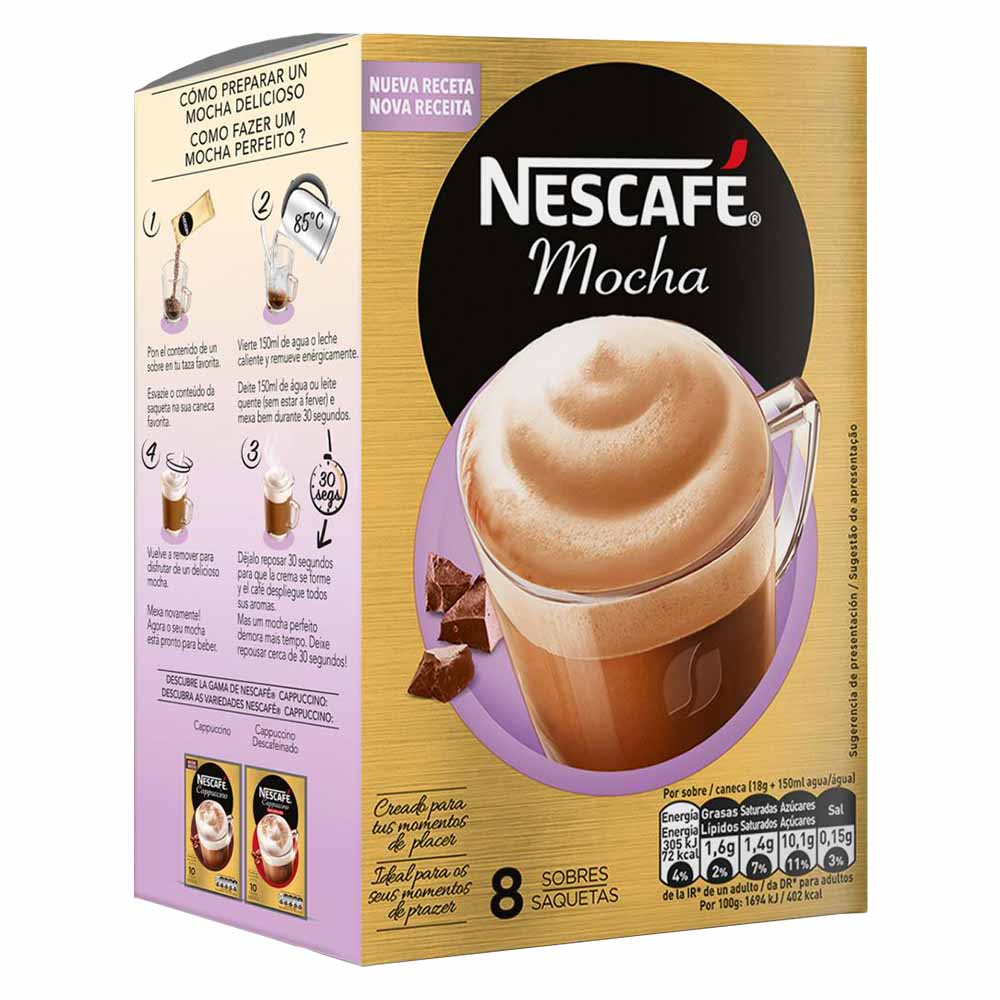 CÓMO PREPARAR UN
MOCHA DELICIOSO
COMO FAZER UM
MOCHA PERFEITO ?
1
2
85°C
Pon el contenido de un
sobre en tu taza favorita.
Esvazie o conteúdo da
saqueta na sua caneca
favorita.
Vierte 150ml de agua o leche
caliente y remueve enérgicamente.
Deite 150ml de água ou leite
quente (sem estar a ferver) e
mexa bem durante 30 segundos.
4
3
30
segs
Vuelve a remover para
disfrutar de un delicioso
mocha.
Mexa novamente!
Agora o seu mocha
está pronto para beber.
Déjalo reposar 30 segundos
para que la crema se forme
y el café despliegue todos
sus aromas.
Mas um mocha perfeito
demora mais tempo. Deixe
repousar cerca de 30 segundos!
DESCUBRE LA GAMA DE NESCAFÉ® CAPPUCCINO:
DESCUBRA AS VARIEDADES NESCAFÉ® CAPPUCCINO:
Cappuccino
Cappuccino
Descafeinado
NESCAFÉ
Cappuccino
10
NESCAFÉ
Cappuccino
10
NUEVA RECETA
NOVA RECEITA
NESCAFÉ®
Mocha
Sugerencia de presentación / Sugestão de apresentação
Creado para
tus momentos
de placer
Ideal para os
seus momentos
de prazer
8 SOBRES
SAQUETAS
Por sobre / caneca (18g + 150ml agua/água)
Energía Grasas Saturadas Azúcares Sal
Energia Lípidos Saturados Açúcares
305 kJ
72 kcal 1,6g 1,4g 10,1g 0,15g
4% 2% 7% 11% 3%
de la IR* de un adulto / da DR* para adultos
Por 100g: 1694 kJ / 402 kcal